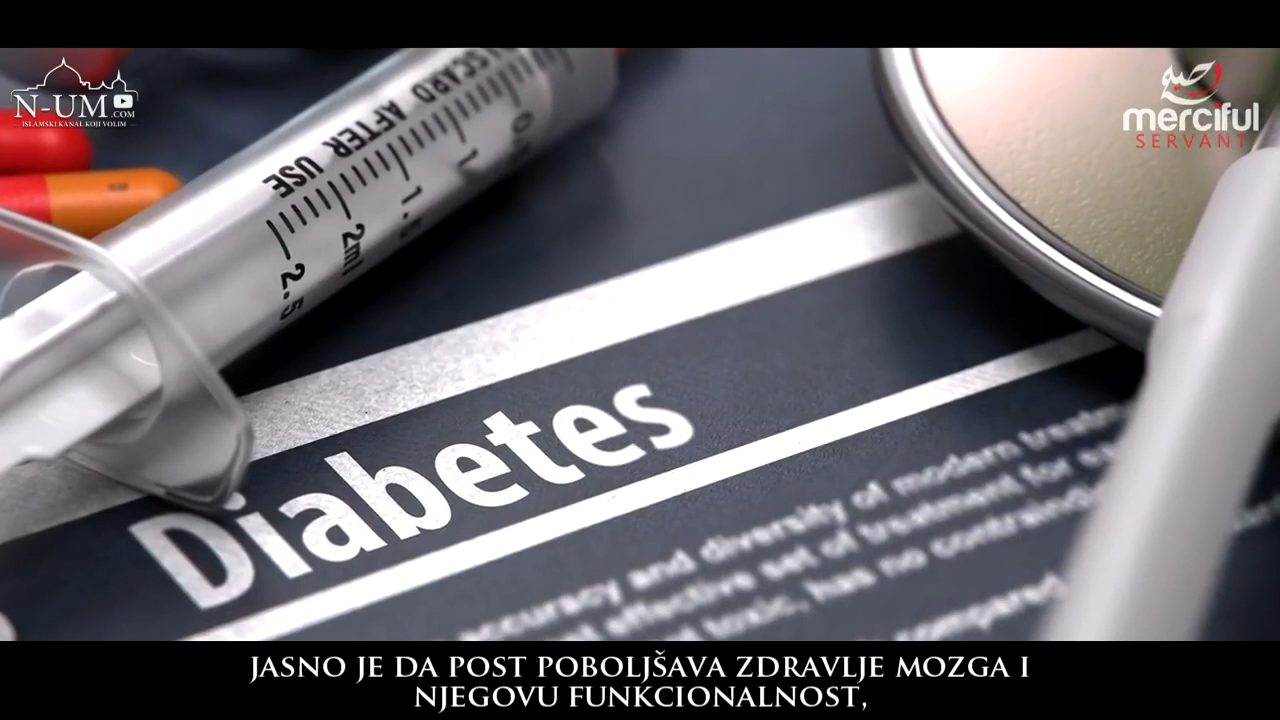 N-UM
.COM
ISLAMSKI KANAL KOJI VOLIM
merciful
SERVANT
DISCARD AFTER USE
1.5
2ml
2.5
Diabetes
accuracy and diversity of modern
effective set of treatment for
toxic, has no
compared
JASNO JE DA POST POBOLJŠAVA ZDRAVLJE MOZGA I
NJEGOVU FUNKCIONALNOST,